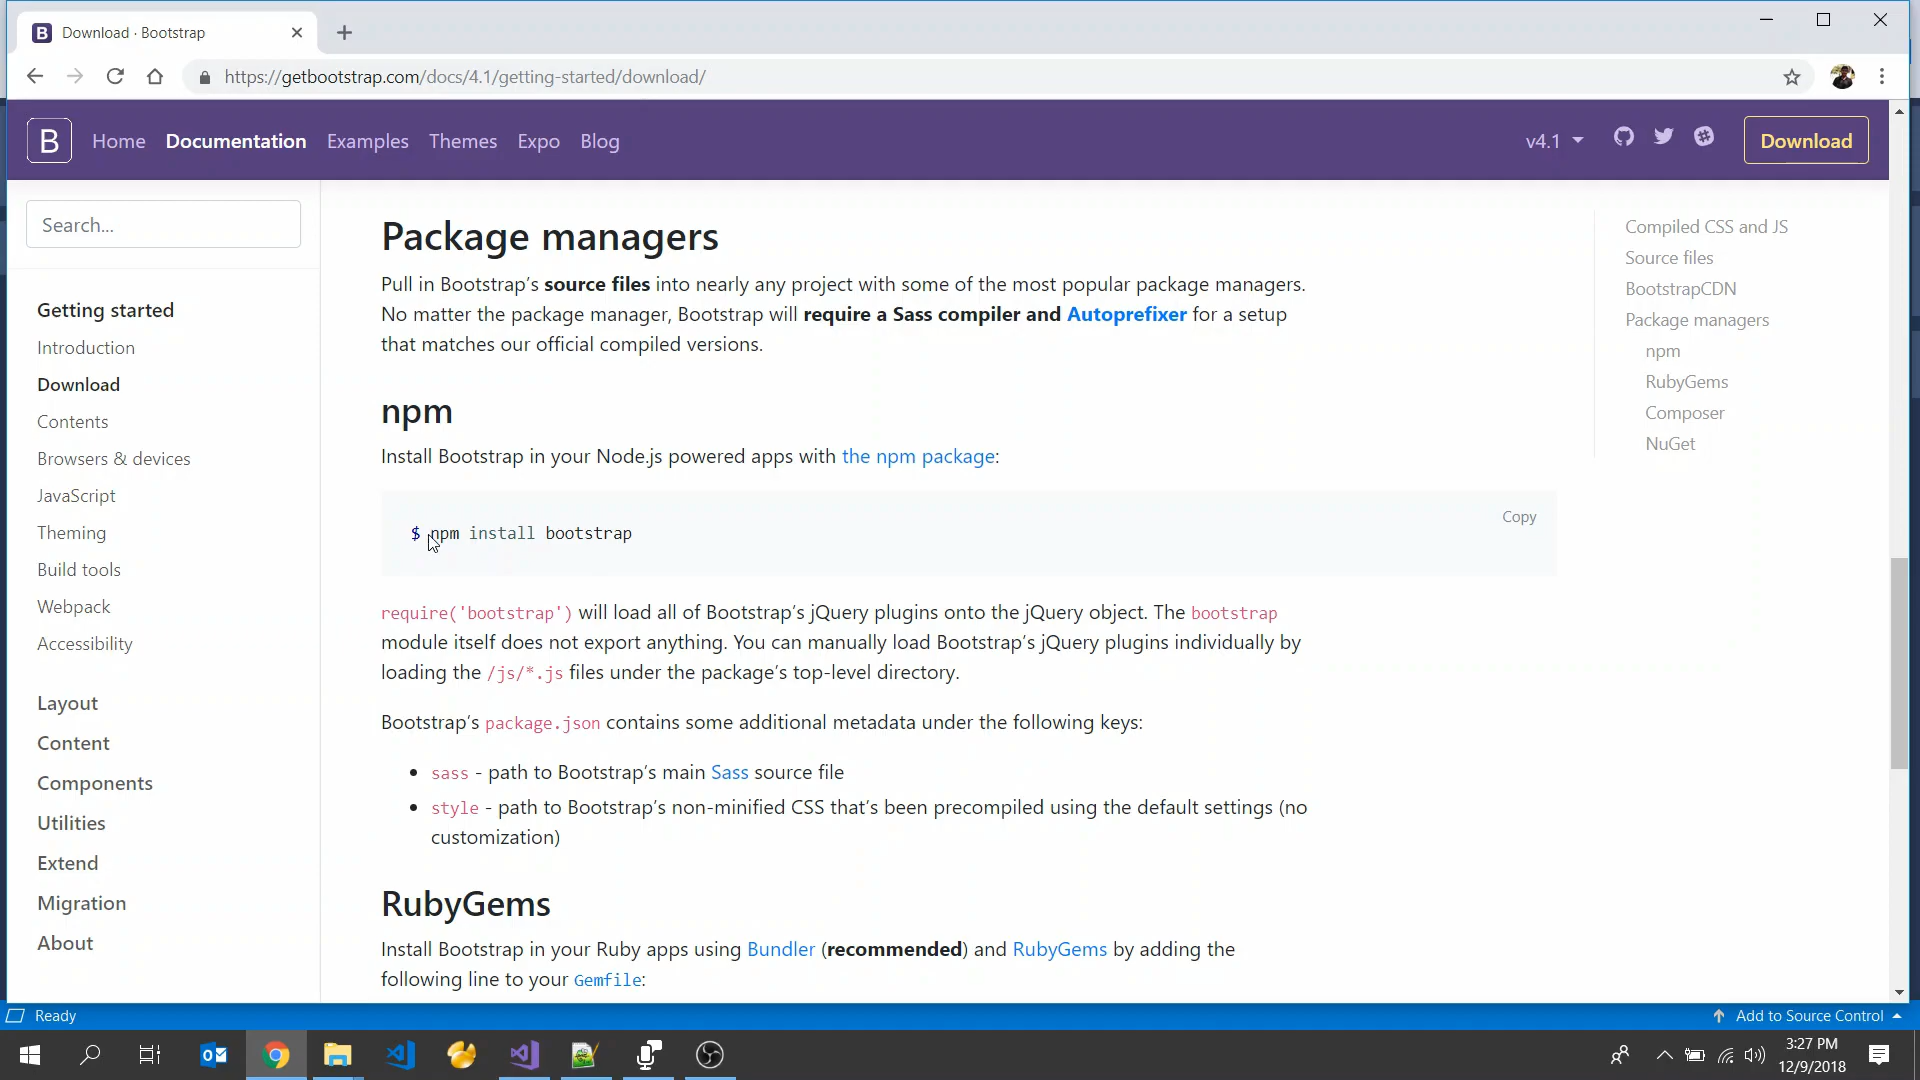 Download · Bootstrap
https://getbootstrap.com/docs/4.1/getting-started/download/
B Home Documentation Examples Themes Expo Blog v4.1 Download
Search...
Getting started
Introduction
Download
Contents
Browsers & devices
JavaScript
Theming
Build tools
Webpack
Accessibility
Layout
Content
Components
Utilities
Extend
Migration
About
Package managers
Pull in Bootstrap’s source files into nearly any project with some of the most popular package managers.
No matter the package manager, Bootstrap will require a Sass compiler and Autoprefixer for a setup
that matches our official compiled versions.
npm
Install Bootstrap in your Node.js powered apps with the npm package:
Copy
$ npm install bootstrap
require('bootstrap') will load all of Bootstrap’s jQuery plugins onto the jQuery object. The bootstrap
module itself does not export anything. You can manually load Bootstrap’s jQuery plugins individually by
loading the /js/*.js files under the package’s top-level directory.
Bootstrap’s package.json contains some additional metadata under the following keys:
• sass - path to Bootstrap’s main Sass source file
• style - path to Bootstrap’s non-minified CSS that’s been precompiled using the default settings (no
customization)
RubyGems
Install Bootstrap in your Ruby apps using Bundler (recommended) and RubyGems by adding the
following line to your Gemfile:
Compiled CSS and JS
Source files
BootstrapCDN
Package managers
npm
RubyGems
Composer
NuGet
Ready
Add to Source Control
3:27 PM
12/9/2018